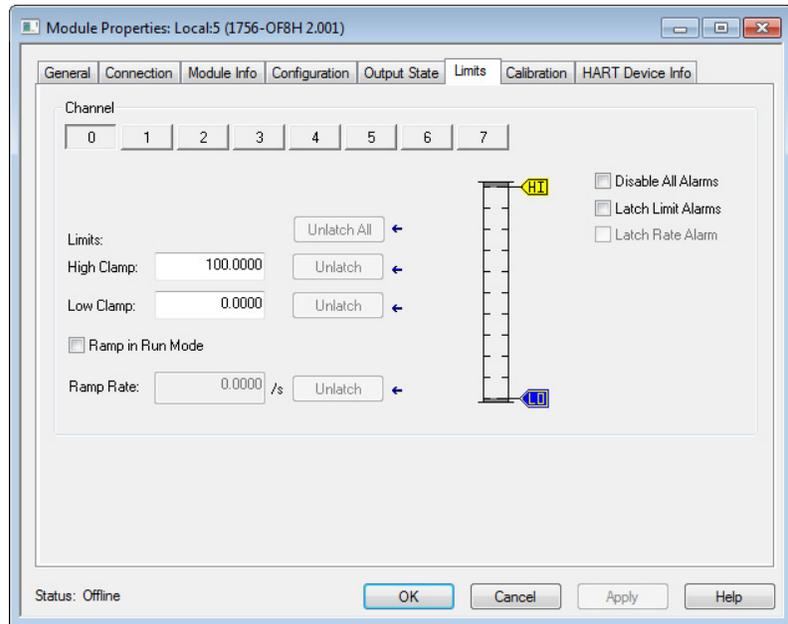 Module Properties: Local:5 (1756-OF8H 2.001)
General Connection Module Info Configuration Output State Limits Calibration HART Device Info
Channel
0 1 2 3 4 5 6 7
HI
Disable All Alarms
Latch Limit Alarms
Latch Rate Alarm
Limits:
Unlatch All
High Clamp: 100.0000 Unlatch
Low Clamp: 0.0000 Unlatch
Ramp in Run Mode
Ramp Rate: 0.0000 /s Unlatch
LO
Status: Offline
OK Cancel Apply Help